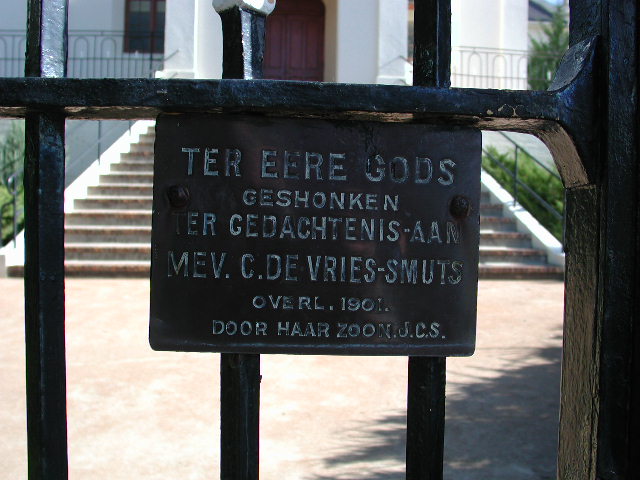 TER EERE GODS
GESHONKEN
TER GEDACHTENIS-AAN
MEV. C. DE VRIES-SMUTS
OVERL. 1901.
DOOR HAAR ZOON. J.C.S.